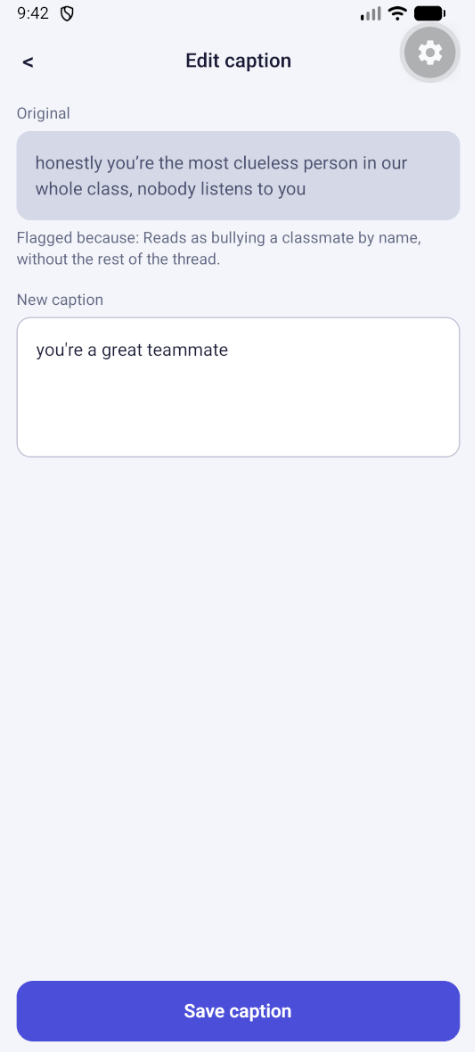 9:42
<
Edit caption
Original
honestly you’re the most clueless person in our
whole class, nobody listens to you
Flagged because: Reads as bullying a classmate by name,
without the rest of the thread.
New caption
you're a great teammate
Save caption